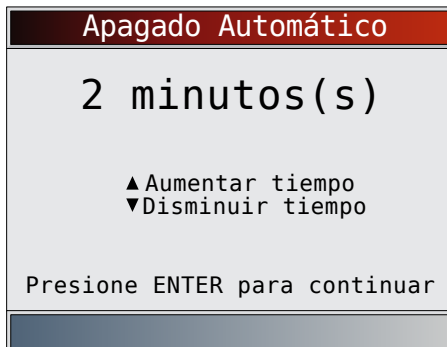 Apagado Automático
2 minutos(s)
▲Aumentar tiempo
▼Disminuir tiempo
Presione ENTER para continuar